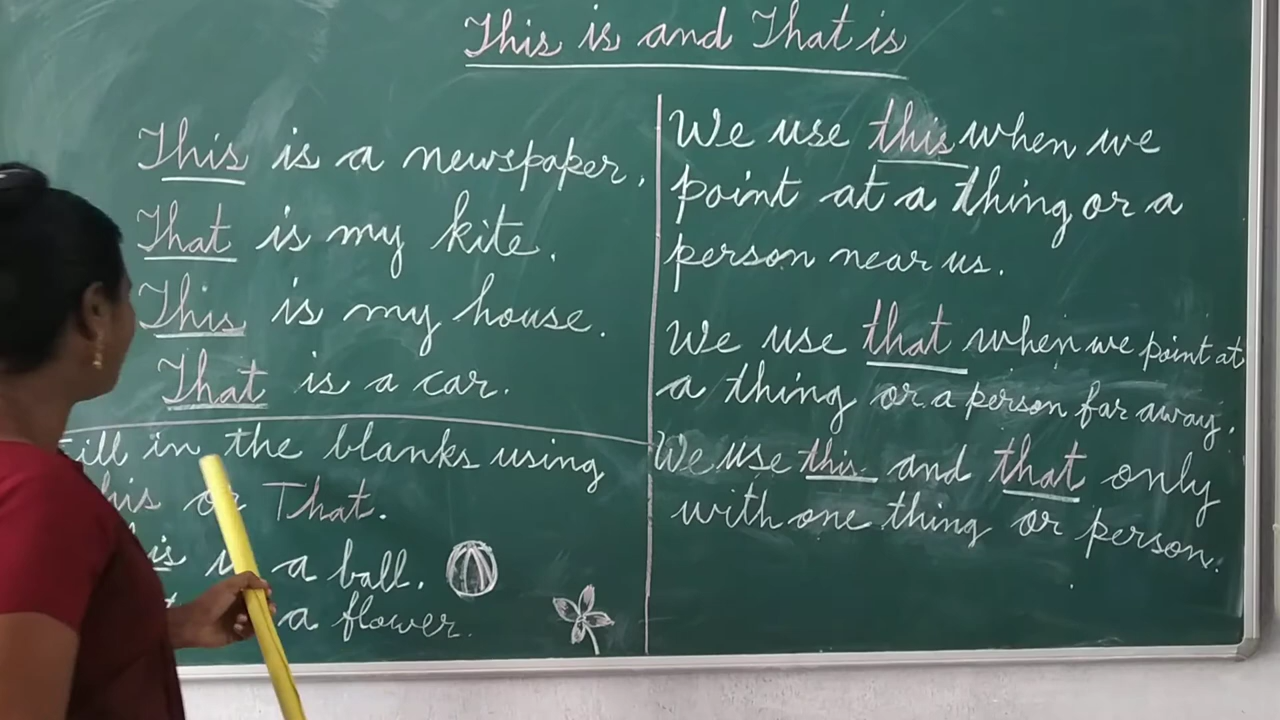 This is and That is
This is a newspaper.
That is my kite.
This is my house.
That is a car.
Fill in the blanks using
This or That.
This is a ball.
a flower.
We use this when we
point at a thing or a
person near us.
We use that when we point at
a thing or a person far away.
We use this and that only
with one thing or person.